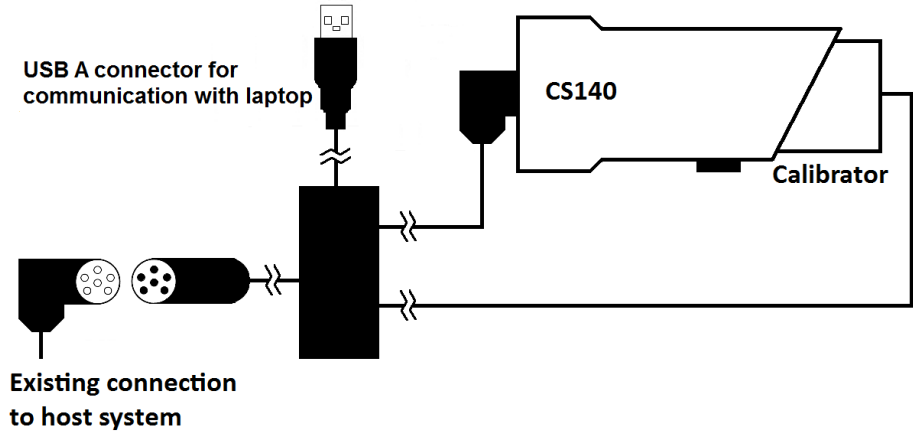 USB A connector for
communication with laptop
CS140
Calibrator
Existing connection
to host system